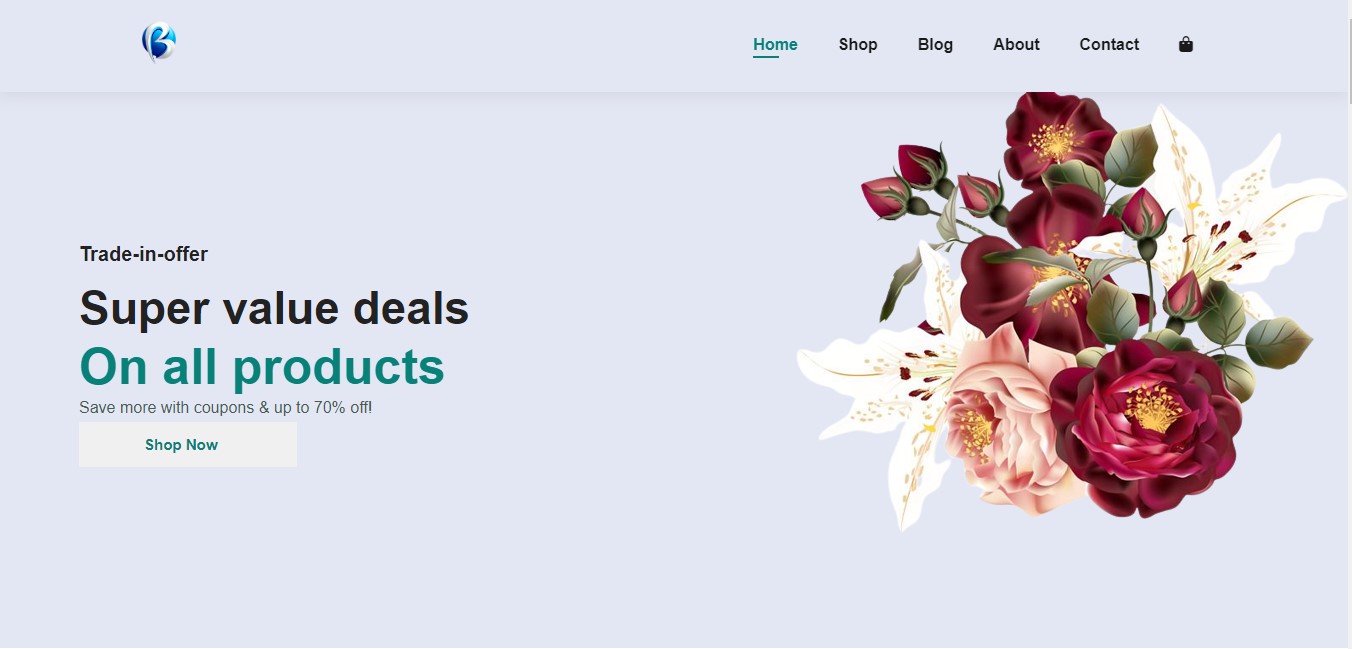 Home Shop Blog About Contact
Trade-in-offer
Super value deals
On all products
Save more with coupons & up to 70% off!
Shop Now